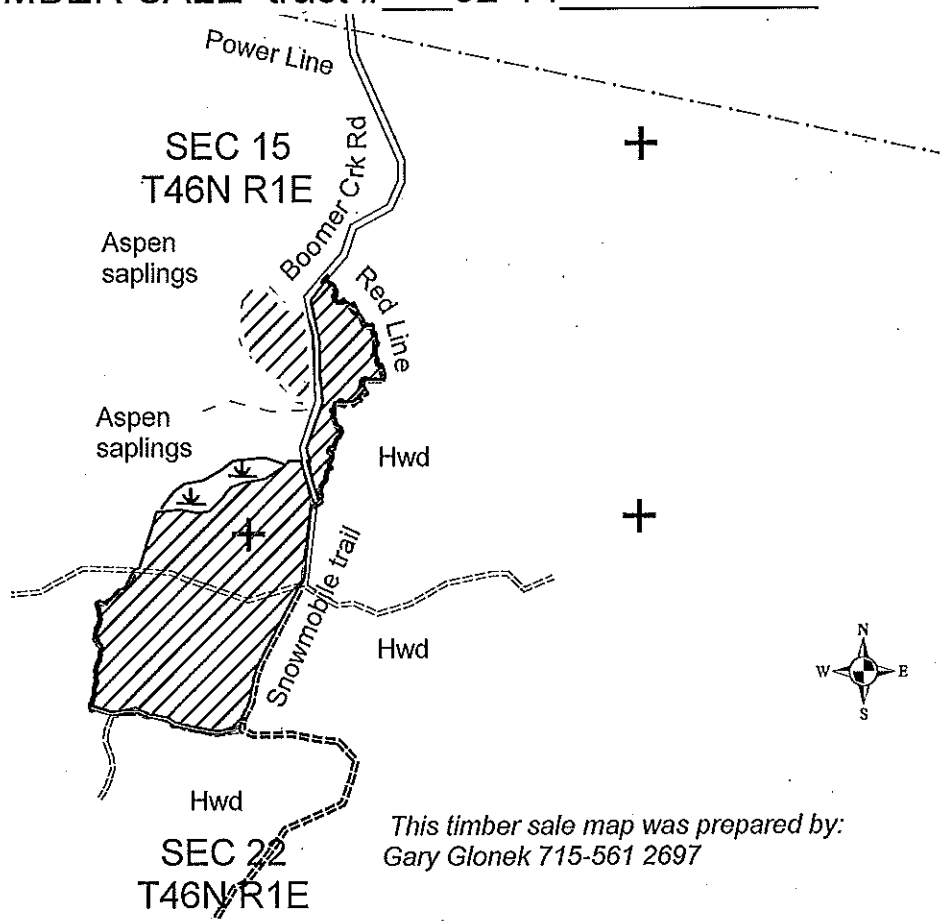 Power Line
SEC 15
T46N R1E
Boomer Crk Rd
Aspen
saplings
Red Line
Aspen
saplings
Hwd
Snowmobile trail
Hwd
N
W E
S
Hwd
This timber sale map was prepared by:
Gary Glonek 715-561 2697
SEC 22
T46N R1E